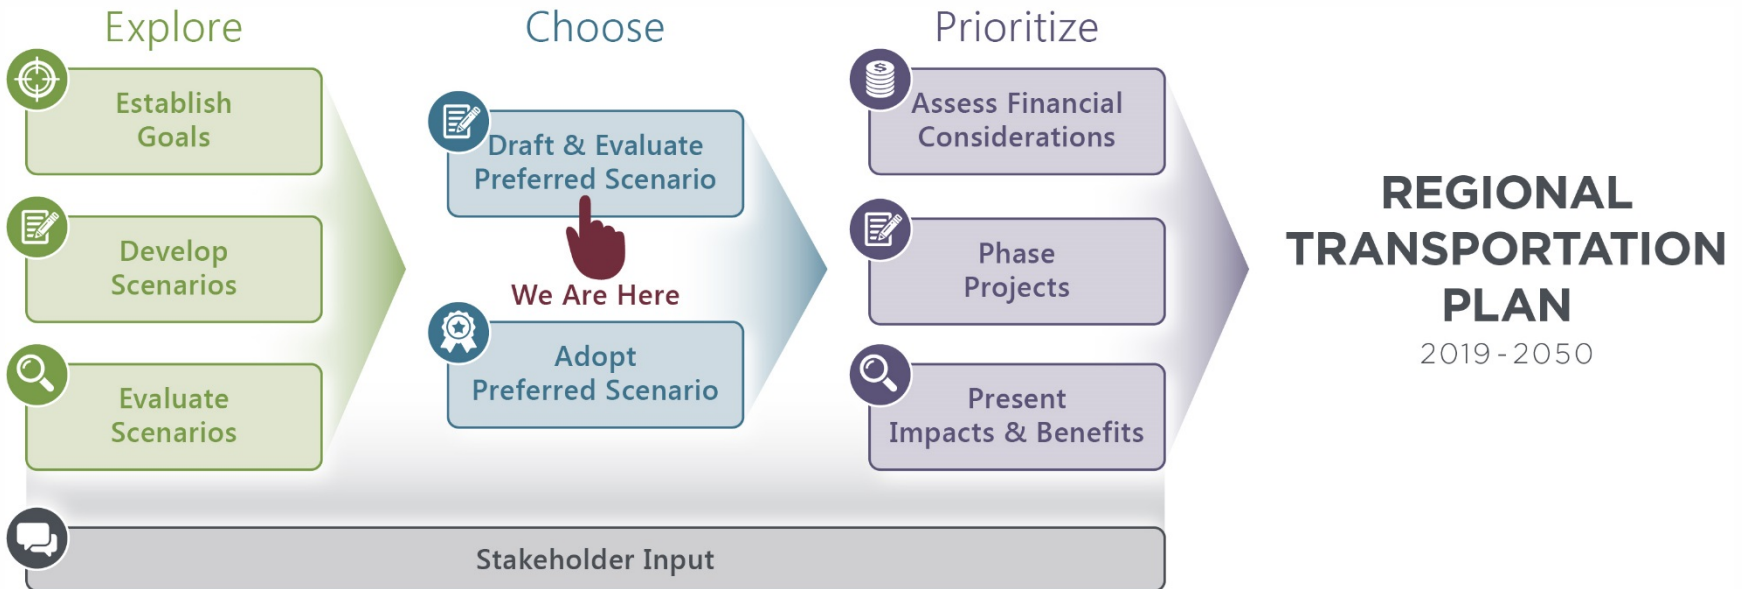 Explore
Establish
Goals
Develop
Scenarios
Evaluate
Scenarios
Choose
Draft & Evaluate
Preferred Scenario
We Are Here
Adopt
Preferred Scenario
Prioritize
Assess Financial
Considerations
Phase
Projects
Present
Impacts & Benefits
Stakeholder Input
REGIONAL
TRANSPORTATION
PLAN
2019-2050